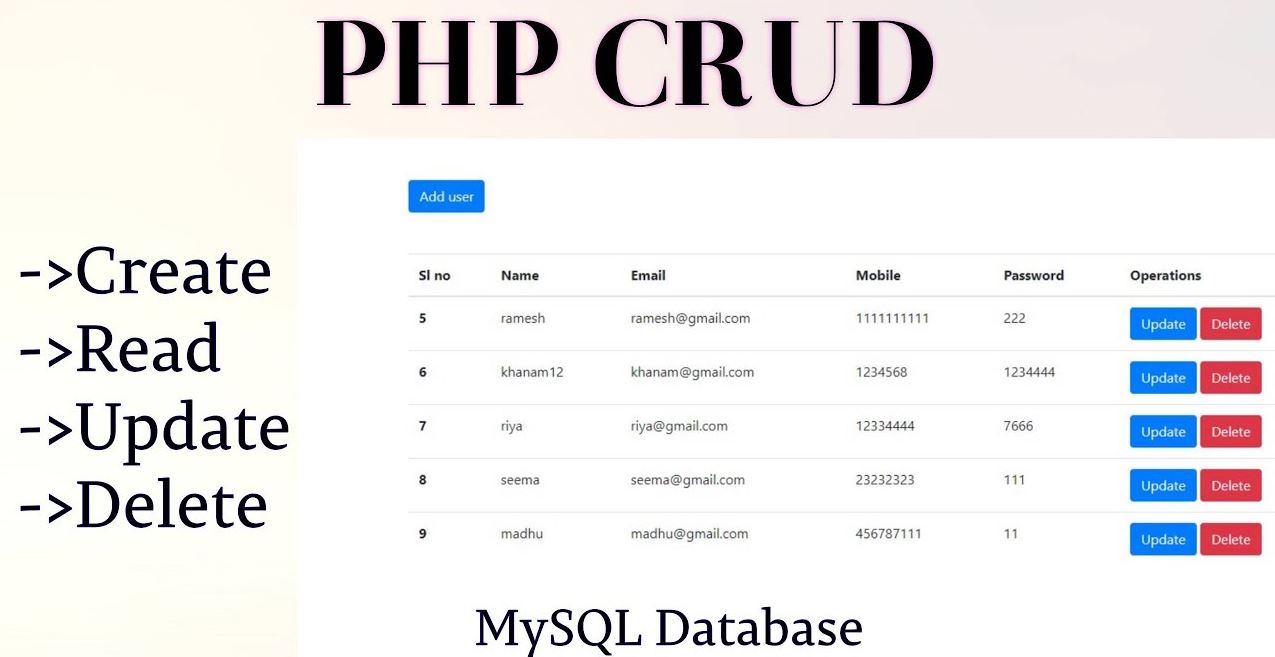 PHP CRUD
Add user
->Create
->Read
->Update
->Delete
Sl no Name Email Mobile Password Operations
5 ramesh ramesh@gmail.com 1111111111 222 Update Delete
6 khanam12 khanam@gmail.com 1234568 1234444 Update Delete
7 riya riya@gmail.com 12334444 7666 Update Delete
8 seema seema@gmail.com 23232323 111 Update Delete
9 madhu madhu@gmail.com 456787111 11 Update Delete
MySQL Database